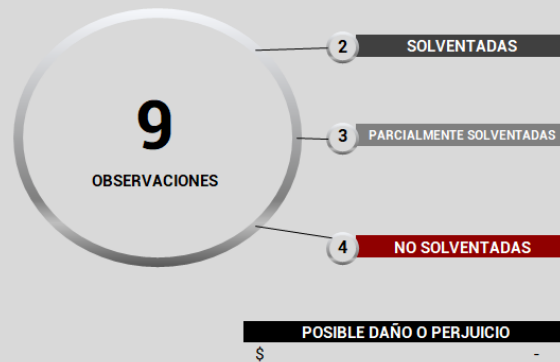 9
OBSERVACIONES
2 SOLVENTADAS
3 PARCIALMENTE SOLVENTADAS
4 NO SOLVENTADAS
POSIBLE DAÑO O PERJUICIO
$ -